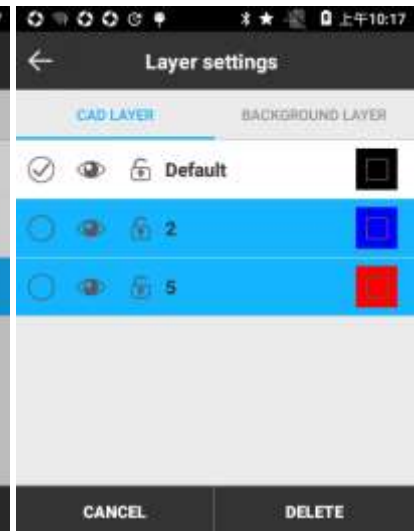 上午10:17
Layer settings
CAD LAYER
BACKGROUND LAYER
Default
2
5
CANCEL
DELETE